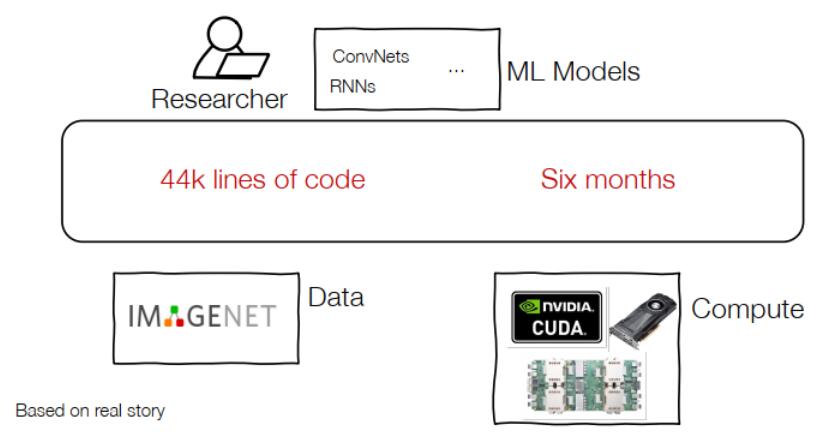 ConvNets
...
RNNs
ML Models
Researcher
44k lines of code
Six months
IMAGENET
Data
NVIDIA.
CUDA.
Compute
Based on real story